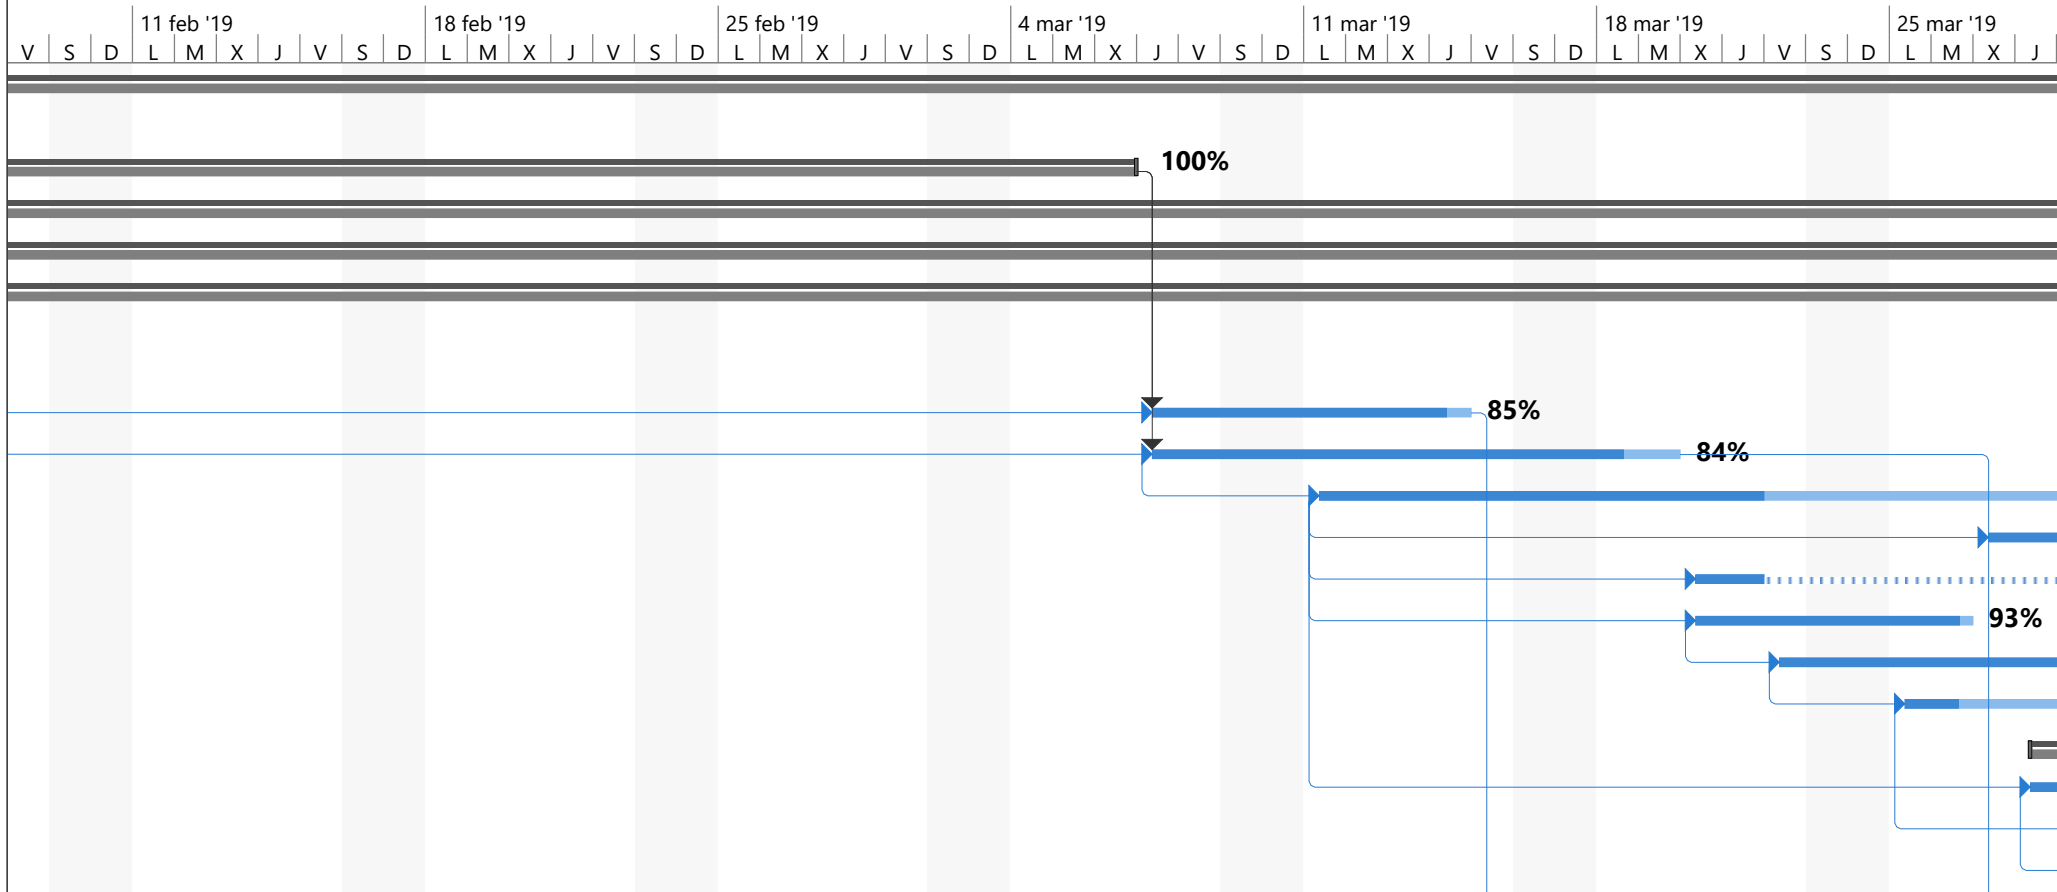 11 feb '19 18 feb '19 25 feb '19 4 mar '19 11 mar '19 18 mar '19 25 mar '19
V S D L M X J V S D L M X J V S D L M X J V S D L M X J V S D L M X J V S D L M X J V S D L M X J
100%
85%
84%
93%